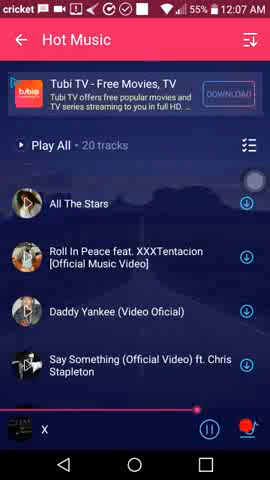 cricket 55% 12:07 AM
Hot Music
Tubi TV - Free Movies, TV
tubi
Tubi TV offers free popular movies and
TV series streaming to you in full HD. ...
DOWNLOAD
Play All • 20 tracks
All The Stars
Roll In Peace feat. XXXTentacion
[Official Music Video]
Daddy Yankee (Video Oficial)
Say Something (Official Video) ft. Chris
Stapleton
X